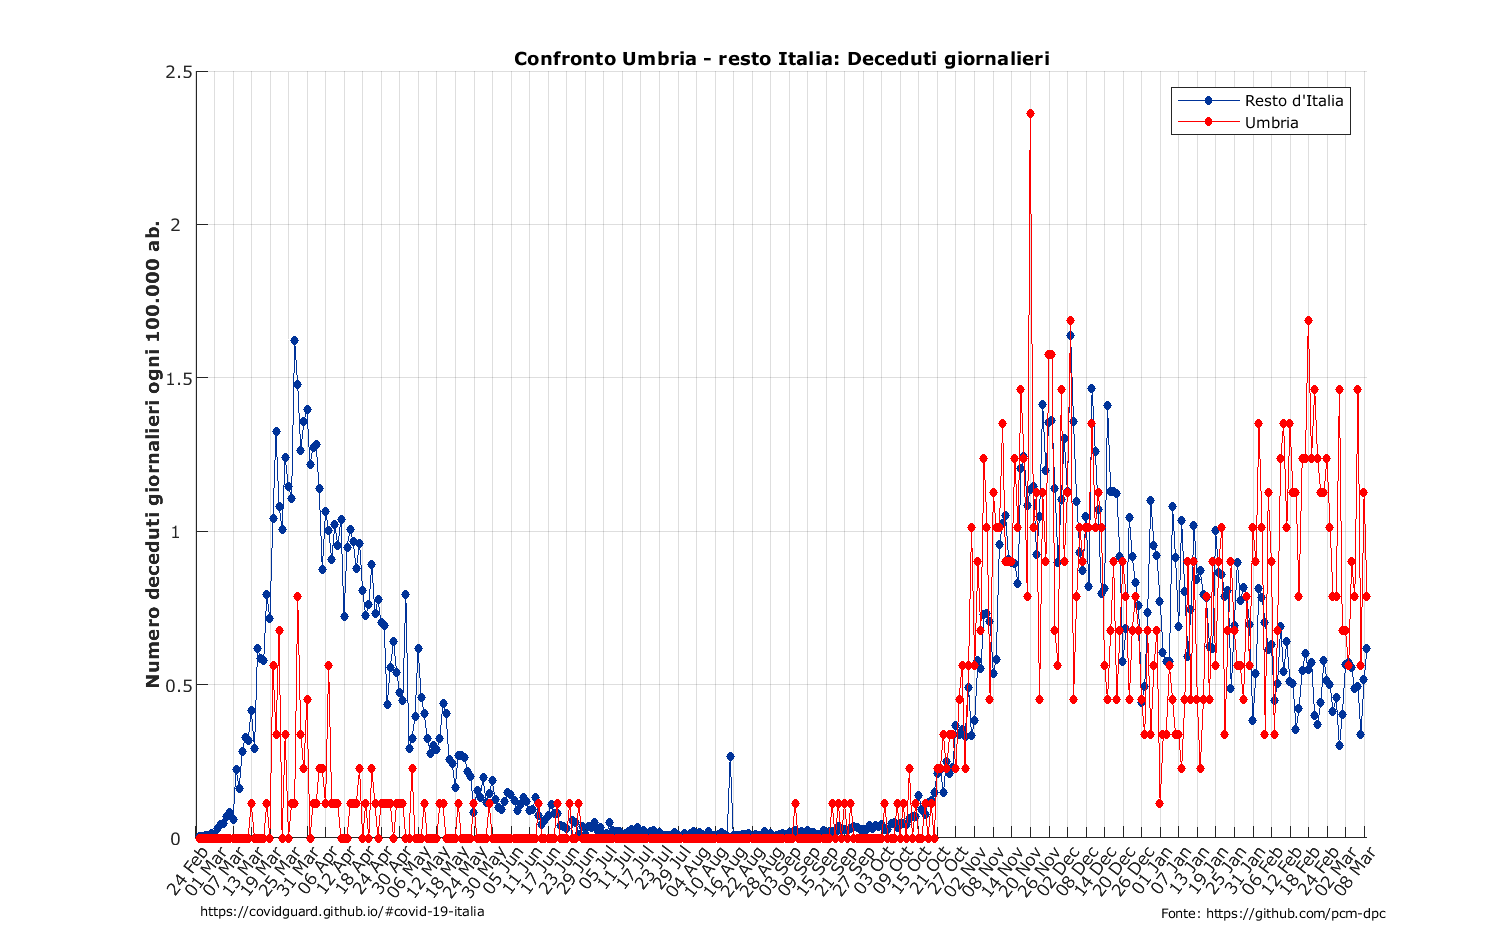 Confronto Umbria - resto Italia: Deceduti giornalieri
Resto d'Italia
Umbria
Numero deceduti giornalieri ogni 100.000 ab.
2.5
2
1.5
1
0.5
0
24 Feb
01 Mar
07 Mar
13 Mar
19 Mar
25 Mar
31 Mar
06 Apr
12 Apr
18 Apr
24 Apr
30 Apr
06 May
12 May
18 May
24 May
30 May
05 Jun
11 Jun
17 Jun
23 Jun
29 Jun
05 Jul
11 Jul
17 Jul
23 Jul
29 Jul
04 Aug
10 Aug
16 Aug
22 Aug
28 Aug
03 Sep
09 Sep
15 Sep
21 Sep
27 Sep
03 Oct
09 Oct
15 Oct
21 Oct
27 Oct
02 Nov
08 Nov
14 Nov
20 Nov
26 Nov
02 Dec
08 Dec
14 Dec
20 Dec
26 Dec
01 Jan
07 Jan
13 Jan
19 Jan
25 Jan
31 Jan
06 Feb
12 Feb
18 Feb
24 Feb
02 Mar
08 Mar
https://covidguard.github.io/#covid-19-italia
Fonte: https://github.com/pcm-dpc